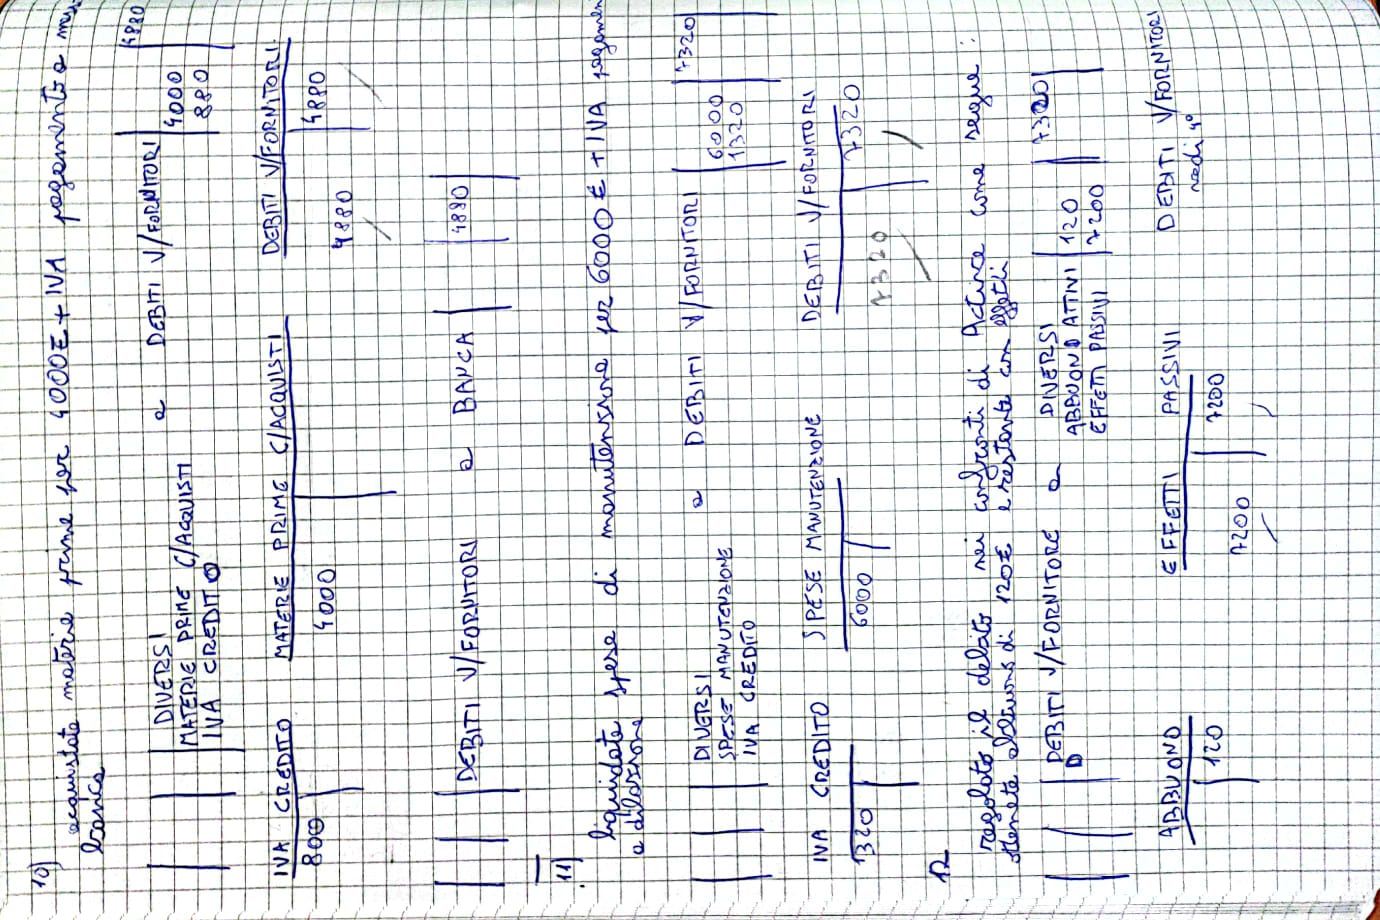 10) acquistate materie prime per 4000€ + IVA pagamento a mezzo
banca
DIVERSI a DEBITI V/FORNITORI 4880
MATERIE PRIME C/ACQUISTI 4000
IVA CREDITO 880
IVA CREDITO MATERIE PRIME C/ACQUISTI DEBITI V/FORNITORI
800 4000 4880 4880
DEBITI V/FORNITORI a BANCA 4880
11) liquidate spese di manutenzione per 6000€ + IVA pagamen
a dilazione
DIVERSI a DEBITI V/FORNITORI 7320
SPESE MANUTENZIONE 6000
IVA CREDITO 1320
IVA CREDITO SPESE MANUTENZIONE DEBITI V/FORNITORI
1320 6000 7320 7320
12
regolato il debito nei confronti di Actince come segue:
ottenuto abbuono di 120€ e restante con effetti
DEBITI V/FORNITORE a DIVERSI 7320
ABBUONO ATTIVI 120
EFFETTI PASSIVI 7200
ABBUONO EFFETTI PASSIVI DEBITI V/FORNITORI
120 7200 7200 vedi 4°